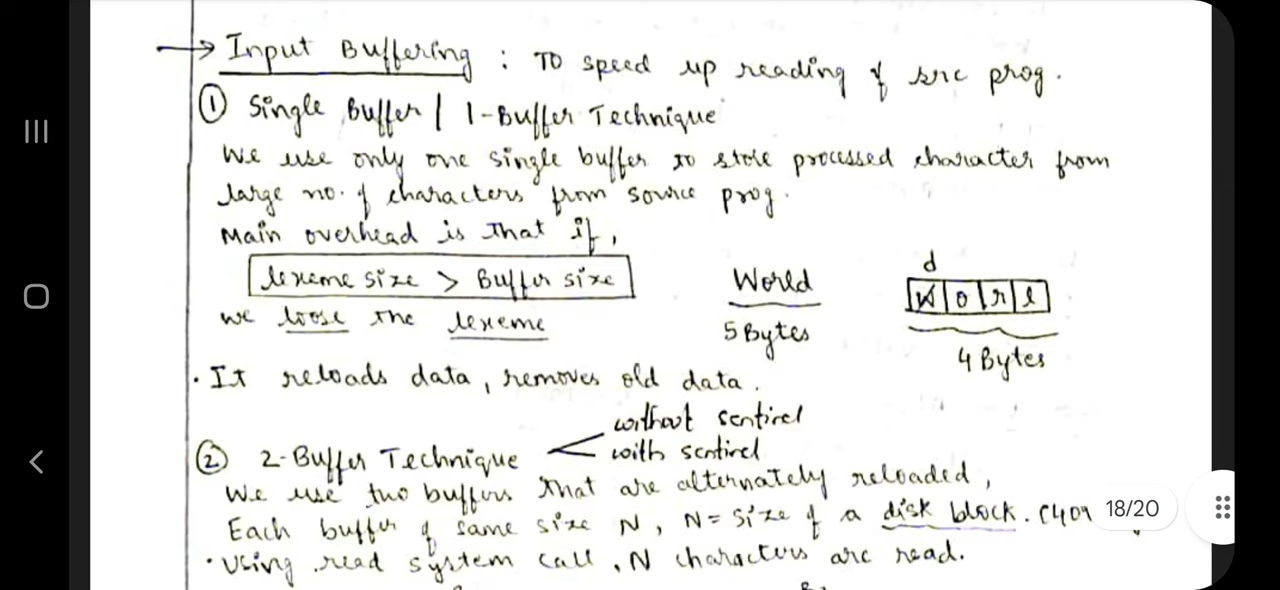 → Input Buffering : To speed up reading of src prog.
① Single Buffer / 1-Buffer Technique
We use only one single buffer to store processed character from
large no. of characters from source prog.
Main overhead is that if,
lexeme size > Buffer size
we loose the lexeme
World
5 Bytes
d
W o r l
4 Bytes
• It reloads data, removes old data.
② 2-Buffer Technique
without sentinel
with sentinel
We use two buffers that are alternately reloaded,
Each buffer of same size N, N = size of a disk block.
• Using read system call, N characters are read.
18/20